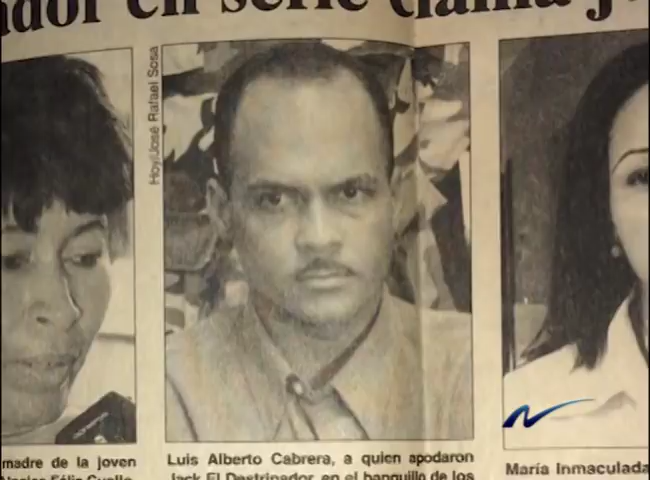 ador en serie clama j
Hoy/José Rafael Sosa
madre de la joven
Luis Alberto Cabrera, a quien apodaron
Jack El Destripador, en el banquillo de los
María Inmaculada